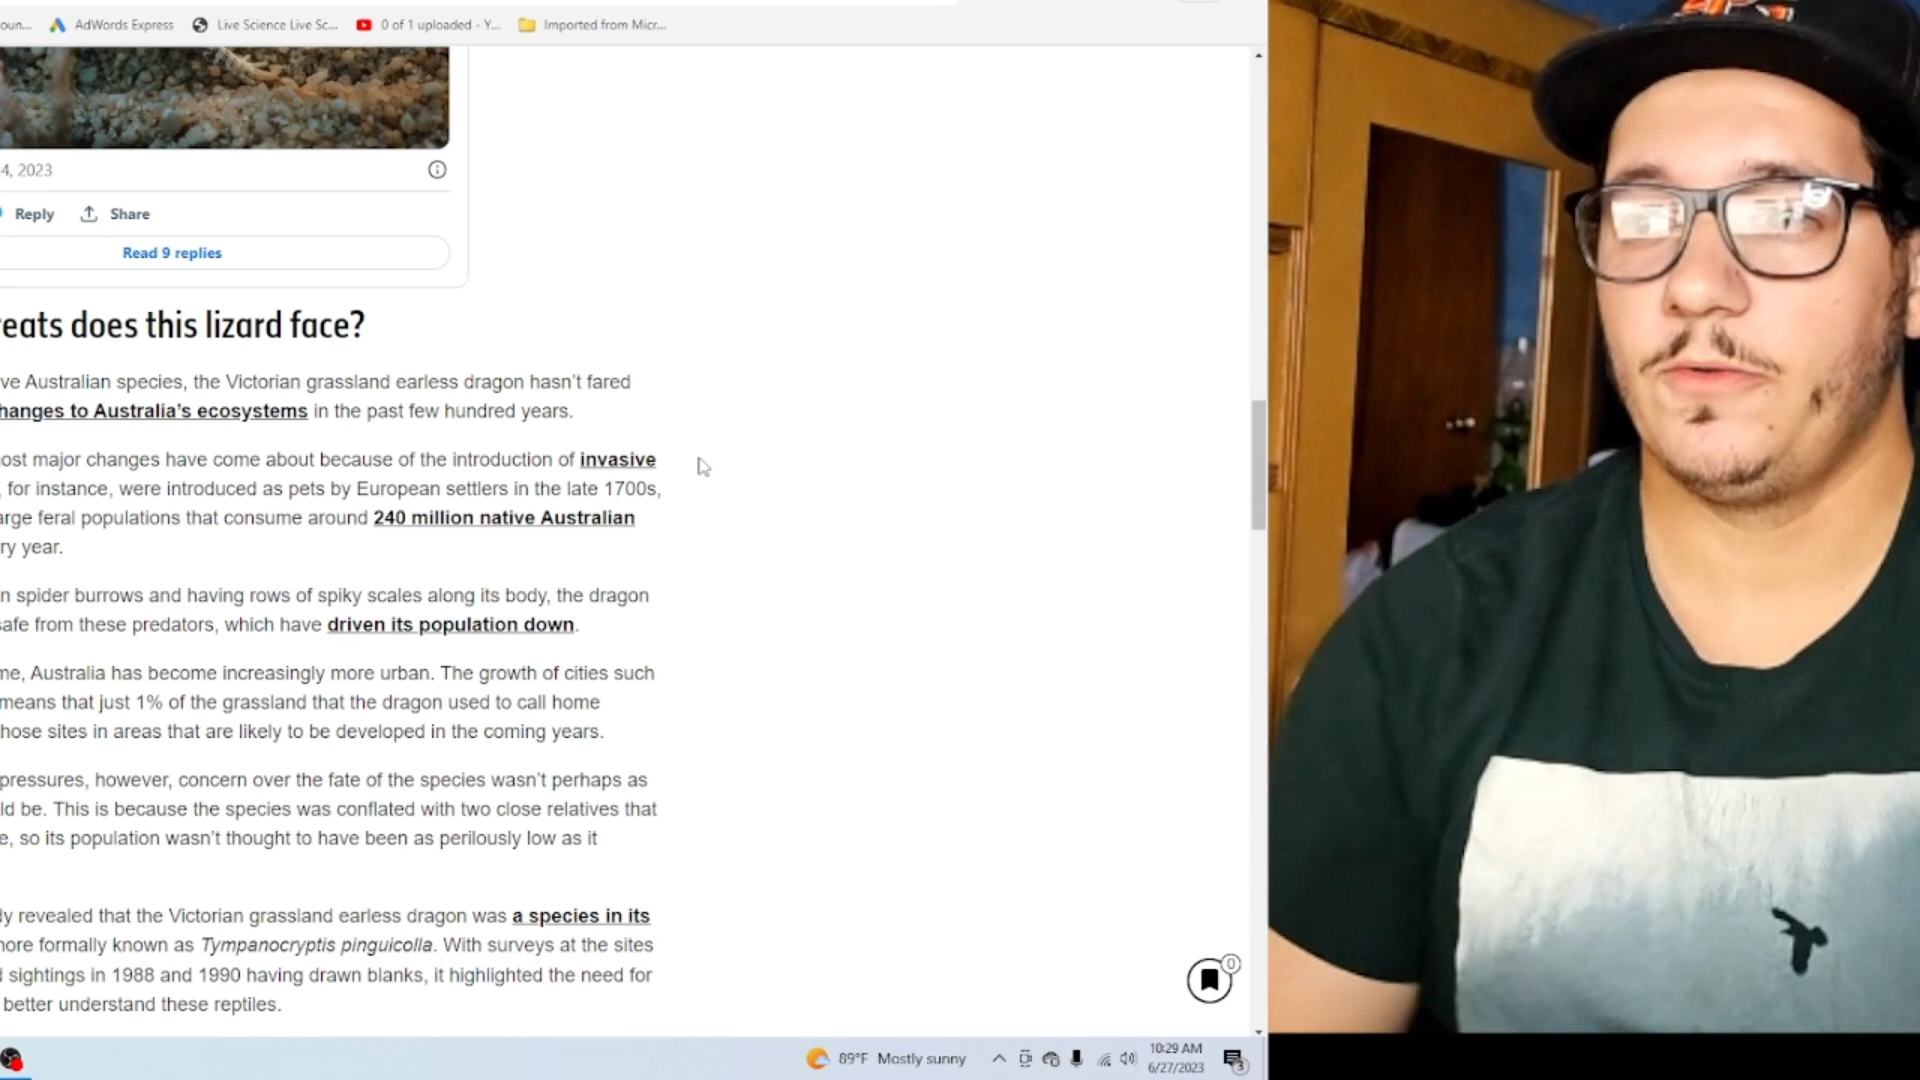 AdWords Express
Live Science Live Sc...
0 of 1 uploaded - Y...
Imported from Micr...
4, 2023
Reply
Share
Read 9 replies
reats does this lizard face?
ve Australian species, the Victorian grassland earless dragon hasn't fared
hanges to Australia's ecosystems in the past few hundred years.
ost major changes have come about because of the introduction of invasive
, for instance, were introduced as pets by European settlers in the late 1700s,
arge feral populations that consume around 240 million native Australian
ry year.
n spider burrows and having rows of spiky scales along its body, the dragon
safe from these predators, which have driven its population down.
me, Australia has become increasingly more urban. The growth of cities such
means that just 1% of the grassland that the dragon used to call home
hose sites in areas that are likely to be developed in the coming years.
pressures, however, concern over the fate of the species wasn't perhaps as
ld be. This is because the species was conflated with two close relatives that
e, so its population wasn't thought to have been as perilously low as it
dy revealed that the Victorian grassland earless dragon was a species in its
more formally known as Tympanocryptis pinguicolla. With surveys at the sites
d sightings in 1988 and 1990 having drawn blanks, it highlighted the need for
better understand these reptiles.
0
89°F Mostly sunny
10:29 AM
6/27/2023
3